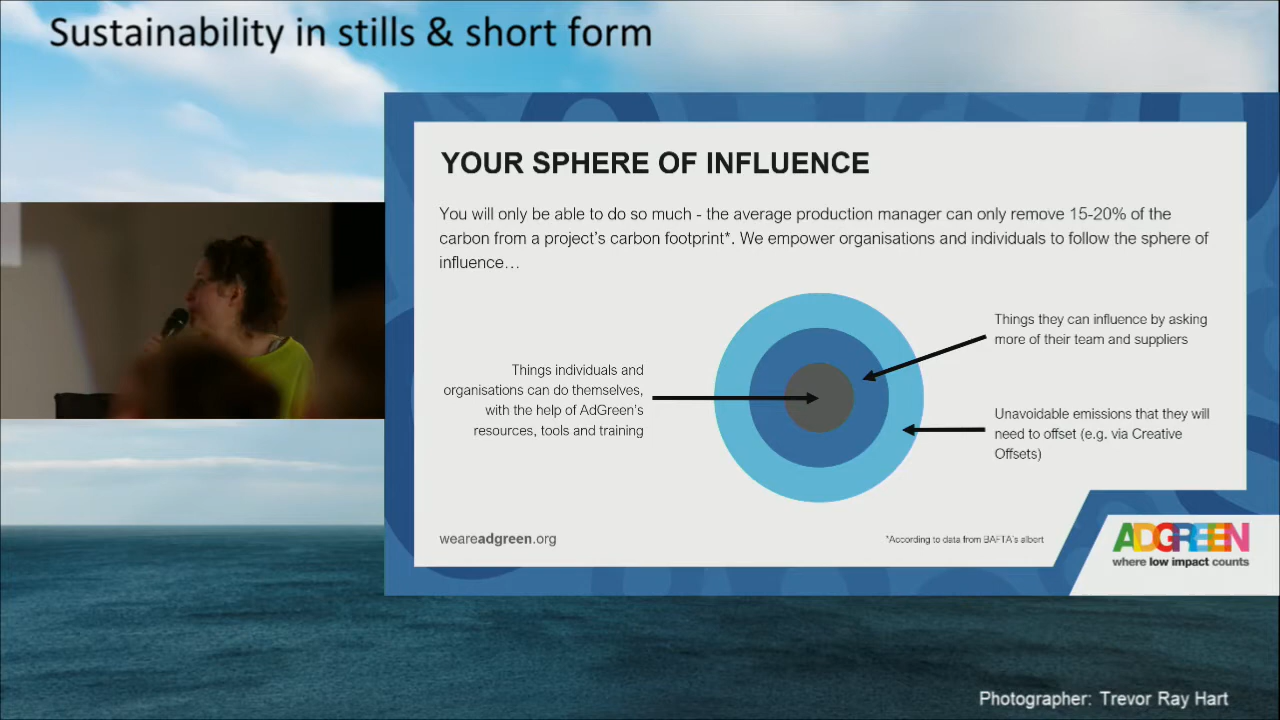 Sustainability in stills & short form
YOUR SPHERE OF INFLUENCE
You will only be able to do so much - the average production manager can only remove 15-20% of the
carbon from a project's carbon footprint*. We empower organisations and individuals to follow the sphere of
influence…
Things individuals and
organisations can do themselves,
with the help of AdGreen's
resources, tools and training
Things they can influence by asking
more of their team and suppliers
Unavoidable emissions that they will
need to offset (e.g. via Creative
Offsets)
weareadgreen.org
*According to data from BAFTA's albert
ADGREEN
where low impact counts
Photographer: Trevor Ray Hart